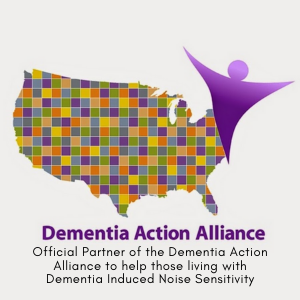 Dementia Action Alliance
Official Partner of the Dementia Action
Alliance to help those living with
Dementia Induced Noise Sensitivity